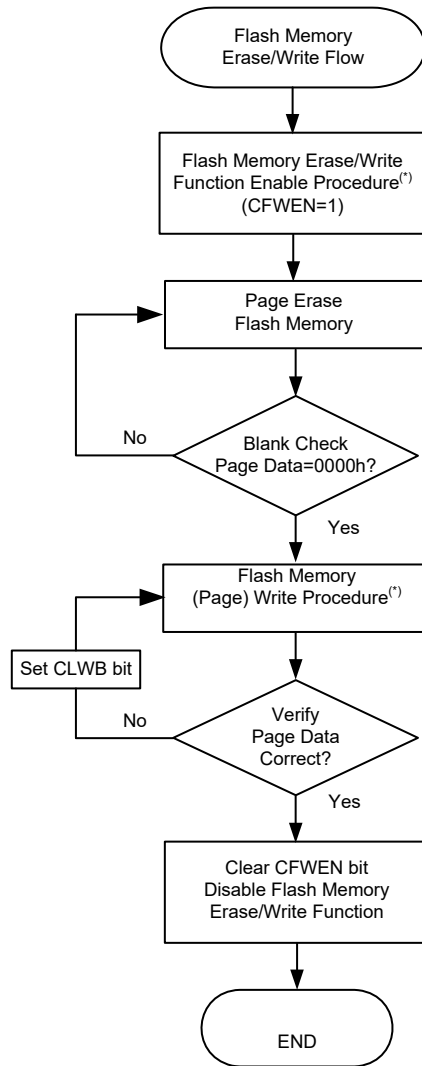 Flash Memory
Erase/Write Flow
Flash Memory Erase/Write
Function Enable Procedure(*)
(CFWEN=1)
Page Erase
Flash Memory
No
Blank Check
Page Data=0000h?
Yes
Flash Memory
(Page) Write Procedure(*)
Set CLWB bit
No
Verify
Page Data
Correct?
Yes
Clear CFWEN bit
Disable Flash Memory
Erase/Write Function
END